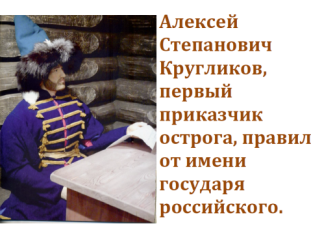 Алексей
Степанович
Кругликов,
первый
приказчик
острога, правил
от имени
государя
российского.